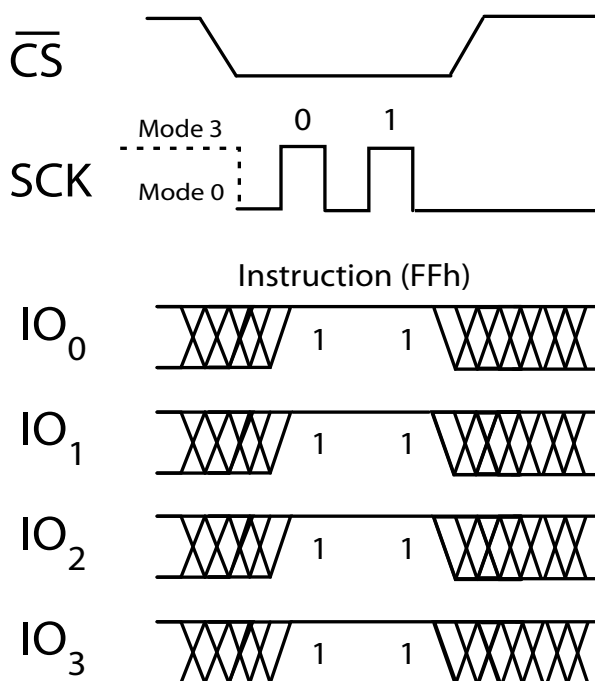 CS
0 1
Mode 3
SCK
Mode 0
Instruction (FFh)
IO0
1 1
IO1
1 1
IO2
1 1
IO3
1 1